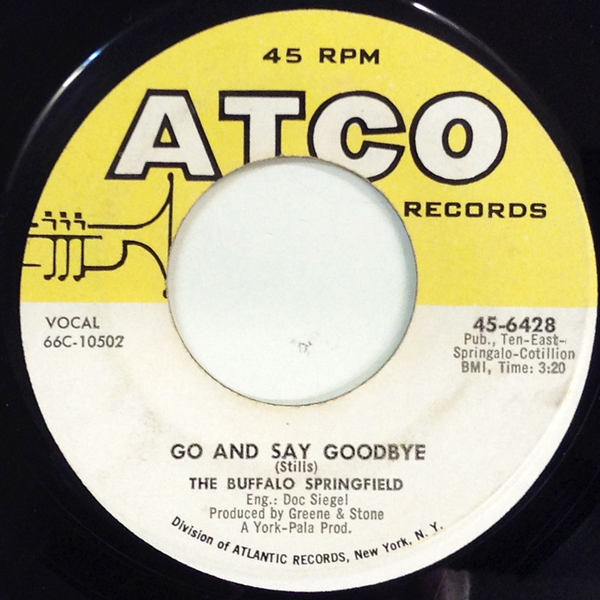 45 RPM
ATCO
RECORDS
VOCAL
66C-10502
45-6428
Pub., Ten-East-
Springalo-Cotillion
BMI, Time: 3:20
GO AND SAY GOODBYE
(Stills)
THE BUFFALO SPRINGFIELD
Eng.: Doc Siegel
Produced by Greene & Stone
A York-Pala Prod.
Division of ATLANTIC RECORDS, New York, N. Y.